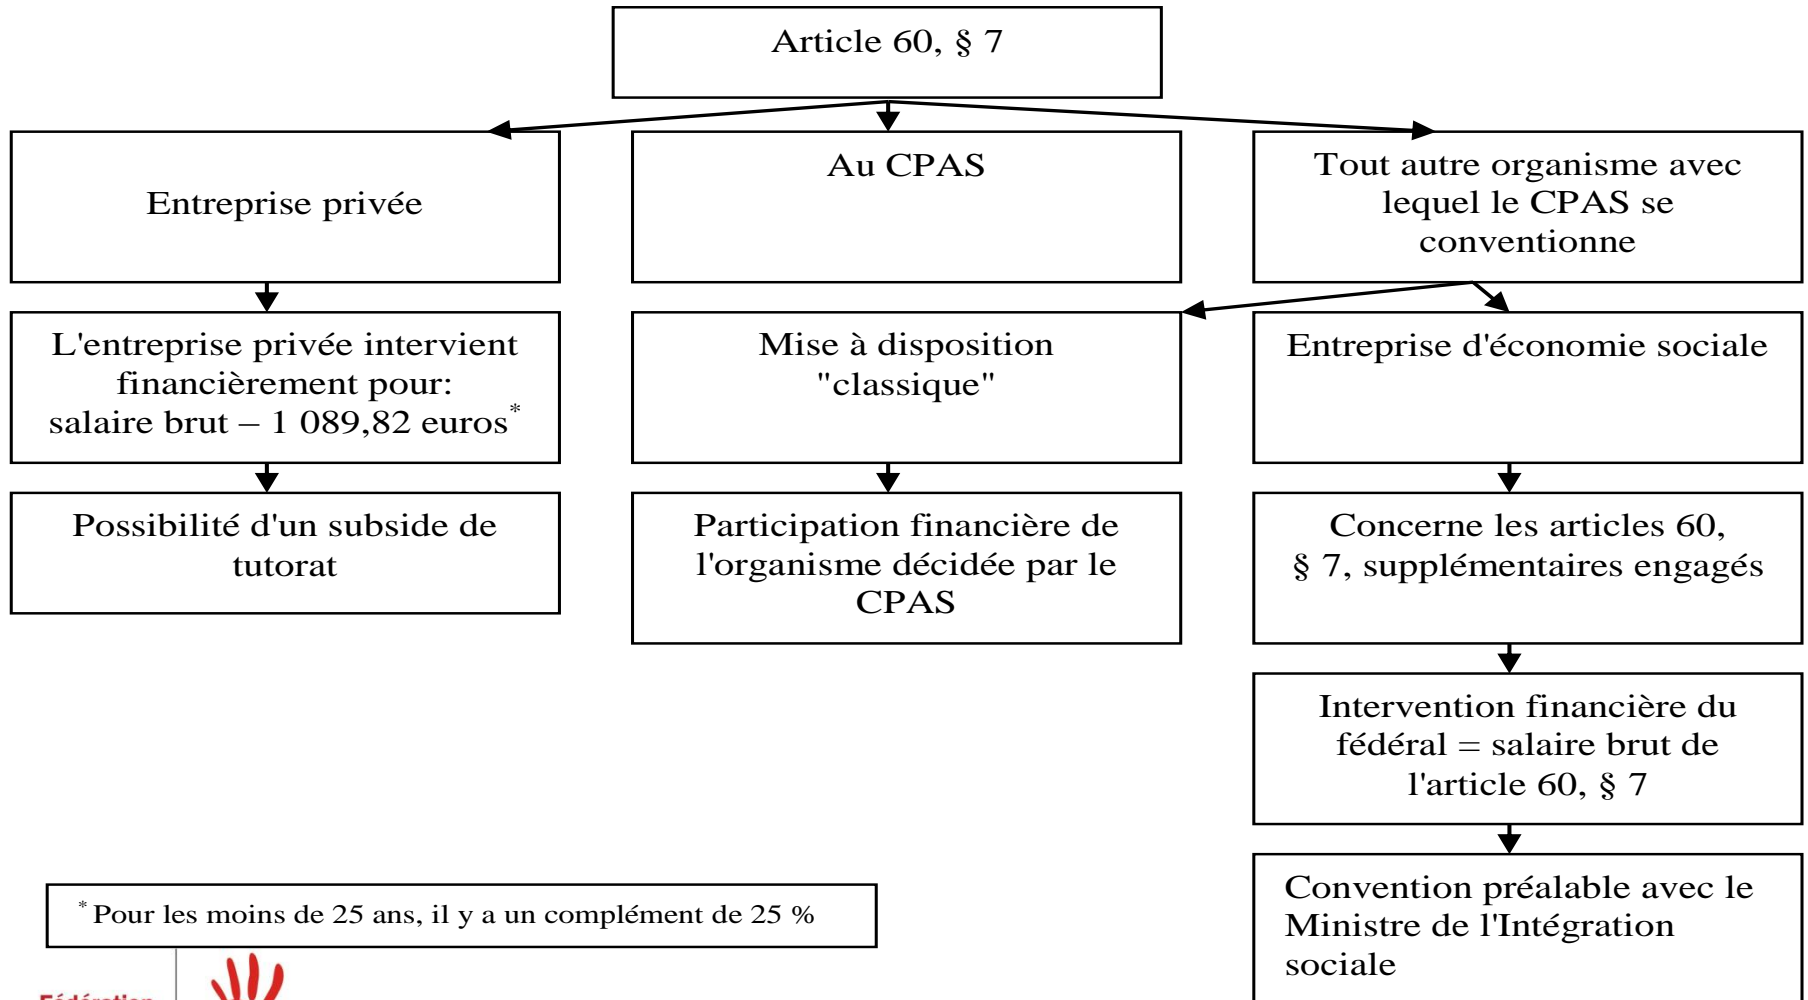 Article 60, § 7
Entreprise privée
Au CPAS
Tout autre organisme avec
lequel le CPAS se
conventionne
L'entreprise privée intervient
financièrement pour:
salaire brut – 1 089,82 euros*
Mise à disposition
"classique"
Entreprise d'économie sociale
Possibilité d'un subside de
tutorat
Participation financière de
l'organisme décidée par le
CPAS
Concerne les articles 60,
§ 7, supplémentaires engagés
Intervention financière du
fédéral = salaire brut de
l'article 60, § 7
Convention préalable avec le
Ministre de l'Intégration
sociale
* Pour les moins de 25 ans, il y a un complément de 25 %
Fédération